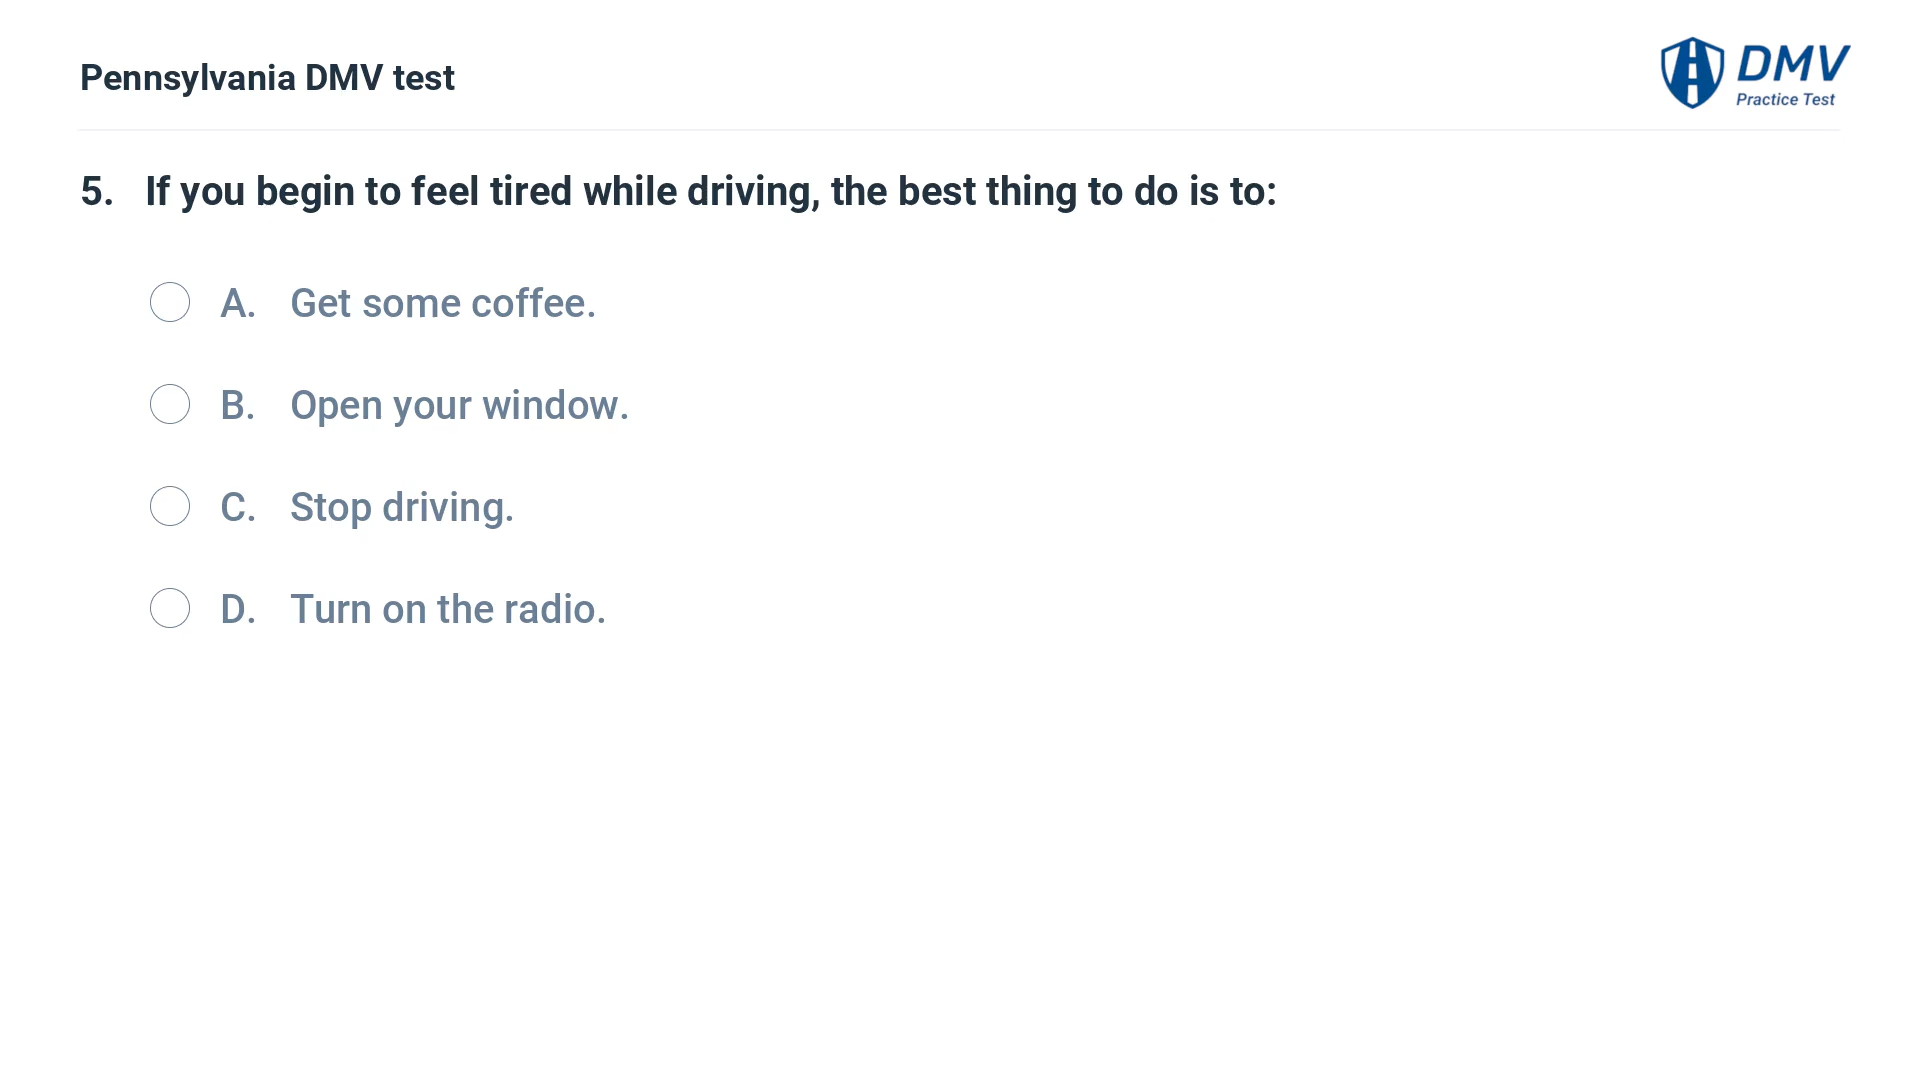 Pennsylvania DMV test
DMV
Practice Test
5. If you begin to feel tired while driving, the best thing to do is to:
A. Get some coffee.
B. Open your window.
C. Stop driving.
D. Turn on the radio.